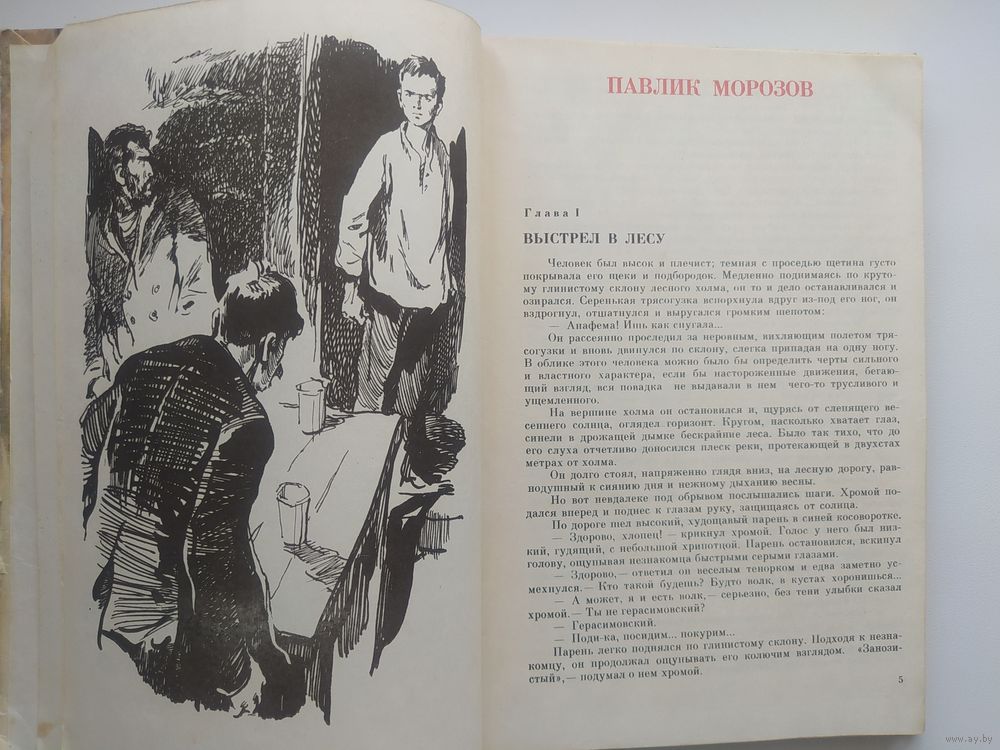 ПАВЛИК МОРОЗОВ
Глава I
ВЫСТРЕЛ В ЛЕСУ
Человек был высок и плечист; темная с проседью щетина густо
покрывала его щеки и подбородок. Медленно поднимаясь по круто-
му глинистому склону лесного холма, он то и дело останавливался и
озирался. Серенькая трясогузка вспорхнула вдруг из-под его ног, он
вздрогнул, отшатнулся и выругался громким шепотом:
— Анафема! Ишь как спугала...
Он рассеянно проследил за неровным, вихляющим полетом тря-
согузки и вновь двинулся по склону, слегка припадая на одну ногу.
В облике этого человека можно было бы определить черты сильного
и властного характера, если бы настороженные движения, бегаю-
щий взгляд, вся повадка не выдавали в нем чего-то трусливого и
ущемленного.
На вершине холма он остановился и, щурясь от слепящего ве-
сеннего солнца, оглядел горизонт. Кругом, насколько хватает глаз,
синели в дрожащей дымке бескрайние леса. Было так тихо, что до
его слуха отчетливо доносился плеск реки, протекающей в двухстах
метрах от холма.
Он долго стоял, напряженно глядя вниз, на лесную дорогу, рав-
нодушный к сиянию дня и нежному дыханию весны.
Но вот невдалеке под обрывом послышались шаги. Хромой по-
дался вперед и поднес к глазам руку, защищаясь от солнца.
По дороге шел высокий, худощавый парень в синей косоворотке.
— Здорово, хлопец! — крикнул хромой. Голос у него был низ-
кий, гудящий, с небольшой хрипотцой. Парень остановился, вскинул
голову, ощупывая незнакомца быстрыми серыми глазами.
— Здорово,— ответил он веселым тенорком и едва заметно ус-
мехнулся.— Кто такой будешь? Будто волк, в кустах хоронишься...
— А может, я и есть волк,— серьезно, без тени улыбки сказал
хромой.— Ты не герасимовский?
— Герасимовский.
— Поди-ка, посидим... покурим...
Парень легко поднялся по глинистому склону. Подходя к незна-
комцу, он продолжал ощупывать его колючим взглядом. «Занози-
стый»,— подумал о нем хромой.
5
www.ay.by